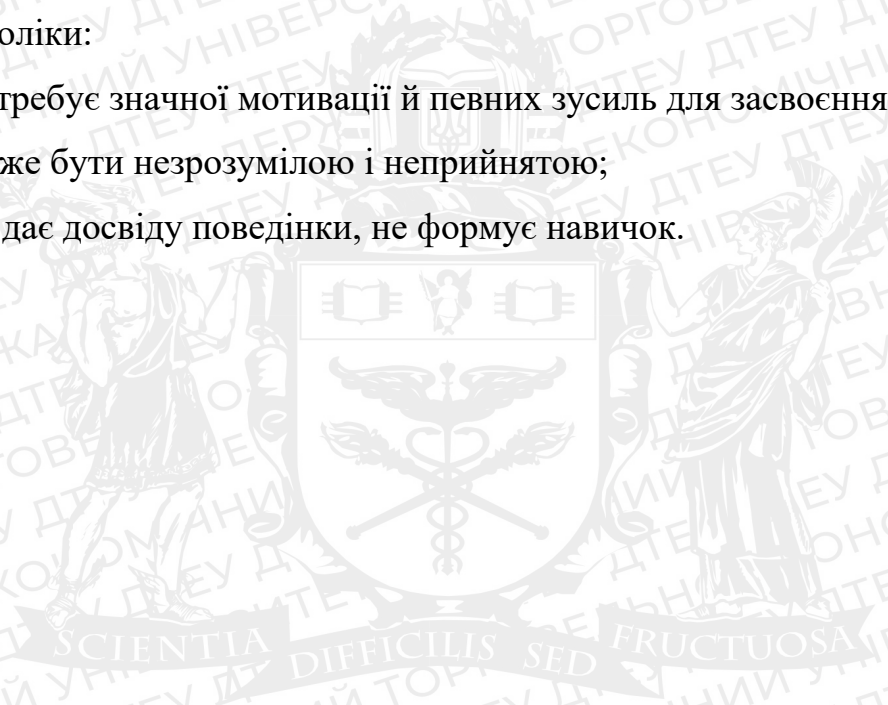 оліки:
требує значної мотивації й певних зусиль для засвоєння
же бути незрозумілою і неприйнятою;
дає досвіду поведінки, не формує навичок.
SCIENTIA DIFFICILIS SED FRUCTUOSA